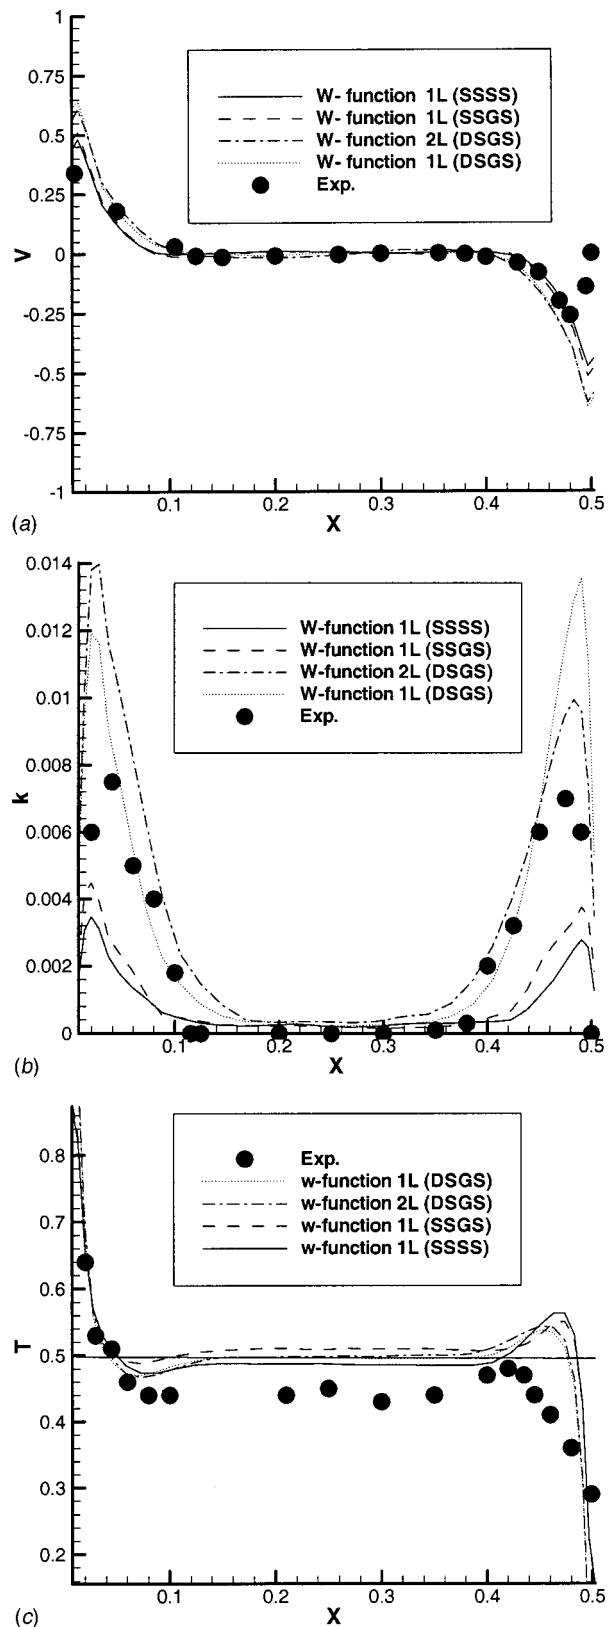 1
0.75
0.5
0.25
0
-0.25
-0.5
-0.75
-1
V
W- function 1L (SSSS)
W- function 1L (SSGS)
W- function 2L (DSGS)
W- function 1L (DSGS)
Exp.
0.1 0.2 0.3 0.4 0.5
X
(a)
0.014
0.012
0.01
0.008
0.006
0.004
0.002
0
k
W-function 1L (SSSS)
W-function 1L (SSGS)
W-function 2L (DSGS)
W-function 1L (DSGS)
Exp.
0.1 0.2 0.3 0.4 0.5
X
(b)
0.8
0.7
0.6
0.5
0.4
0.3
0.2
T
Exp.
w-function 1L (DSGS)
w-function 2L (DSGS)
w-function 1L (SSGS)
w-function 1L (SSSS)
0.1 0.2 0.3 0.4 0.5
X
(c)